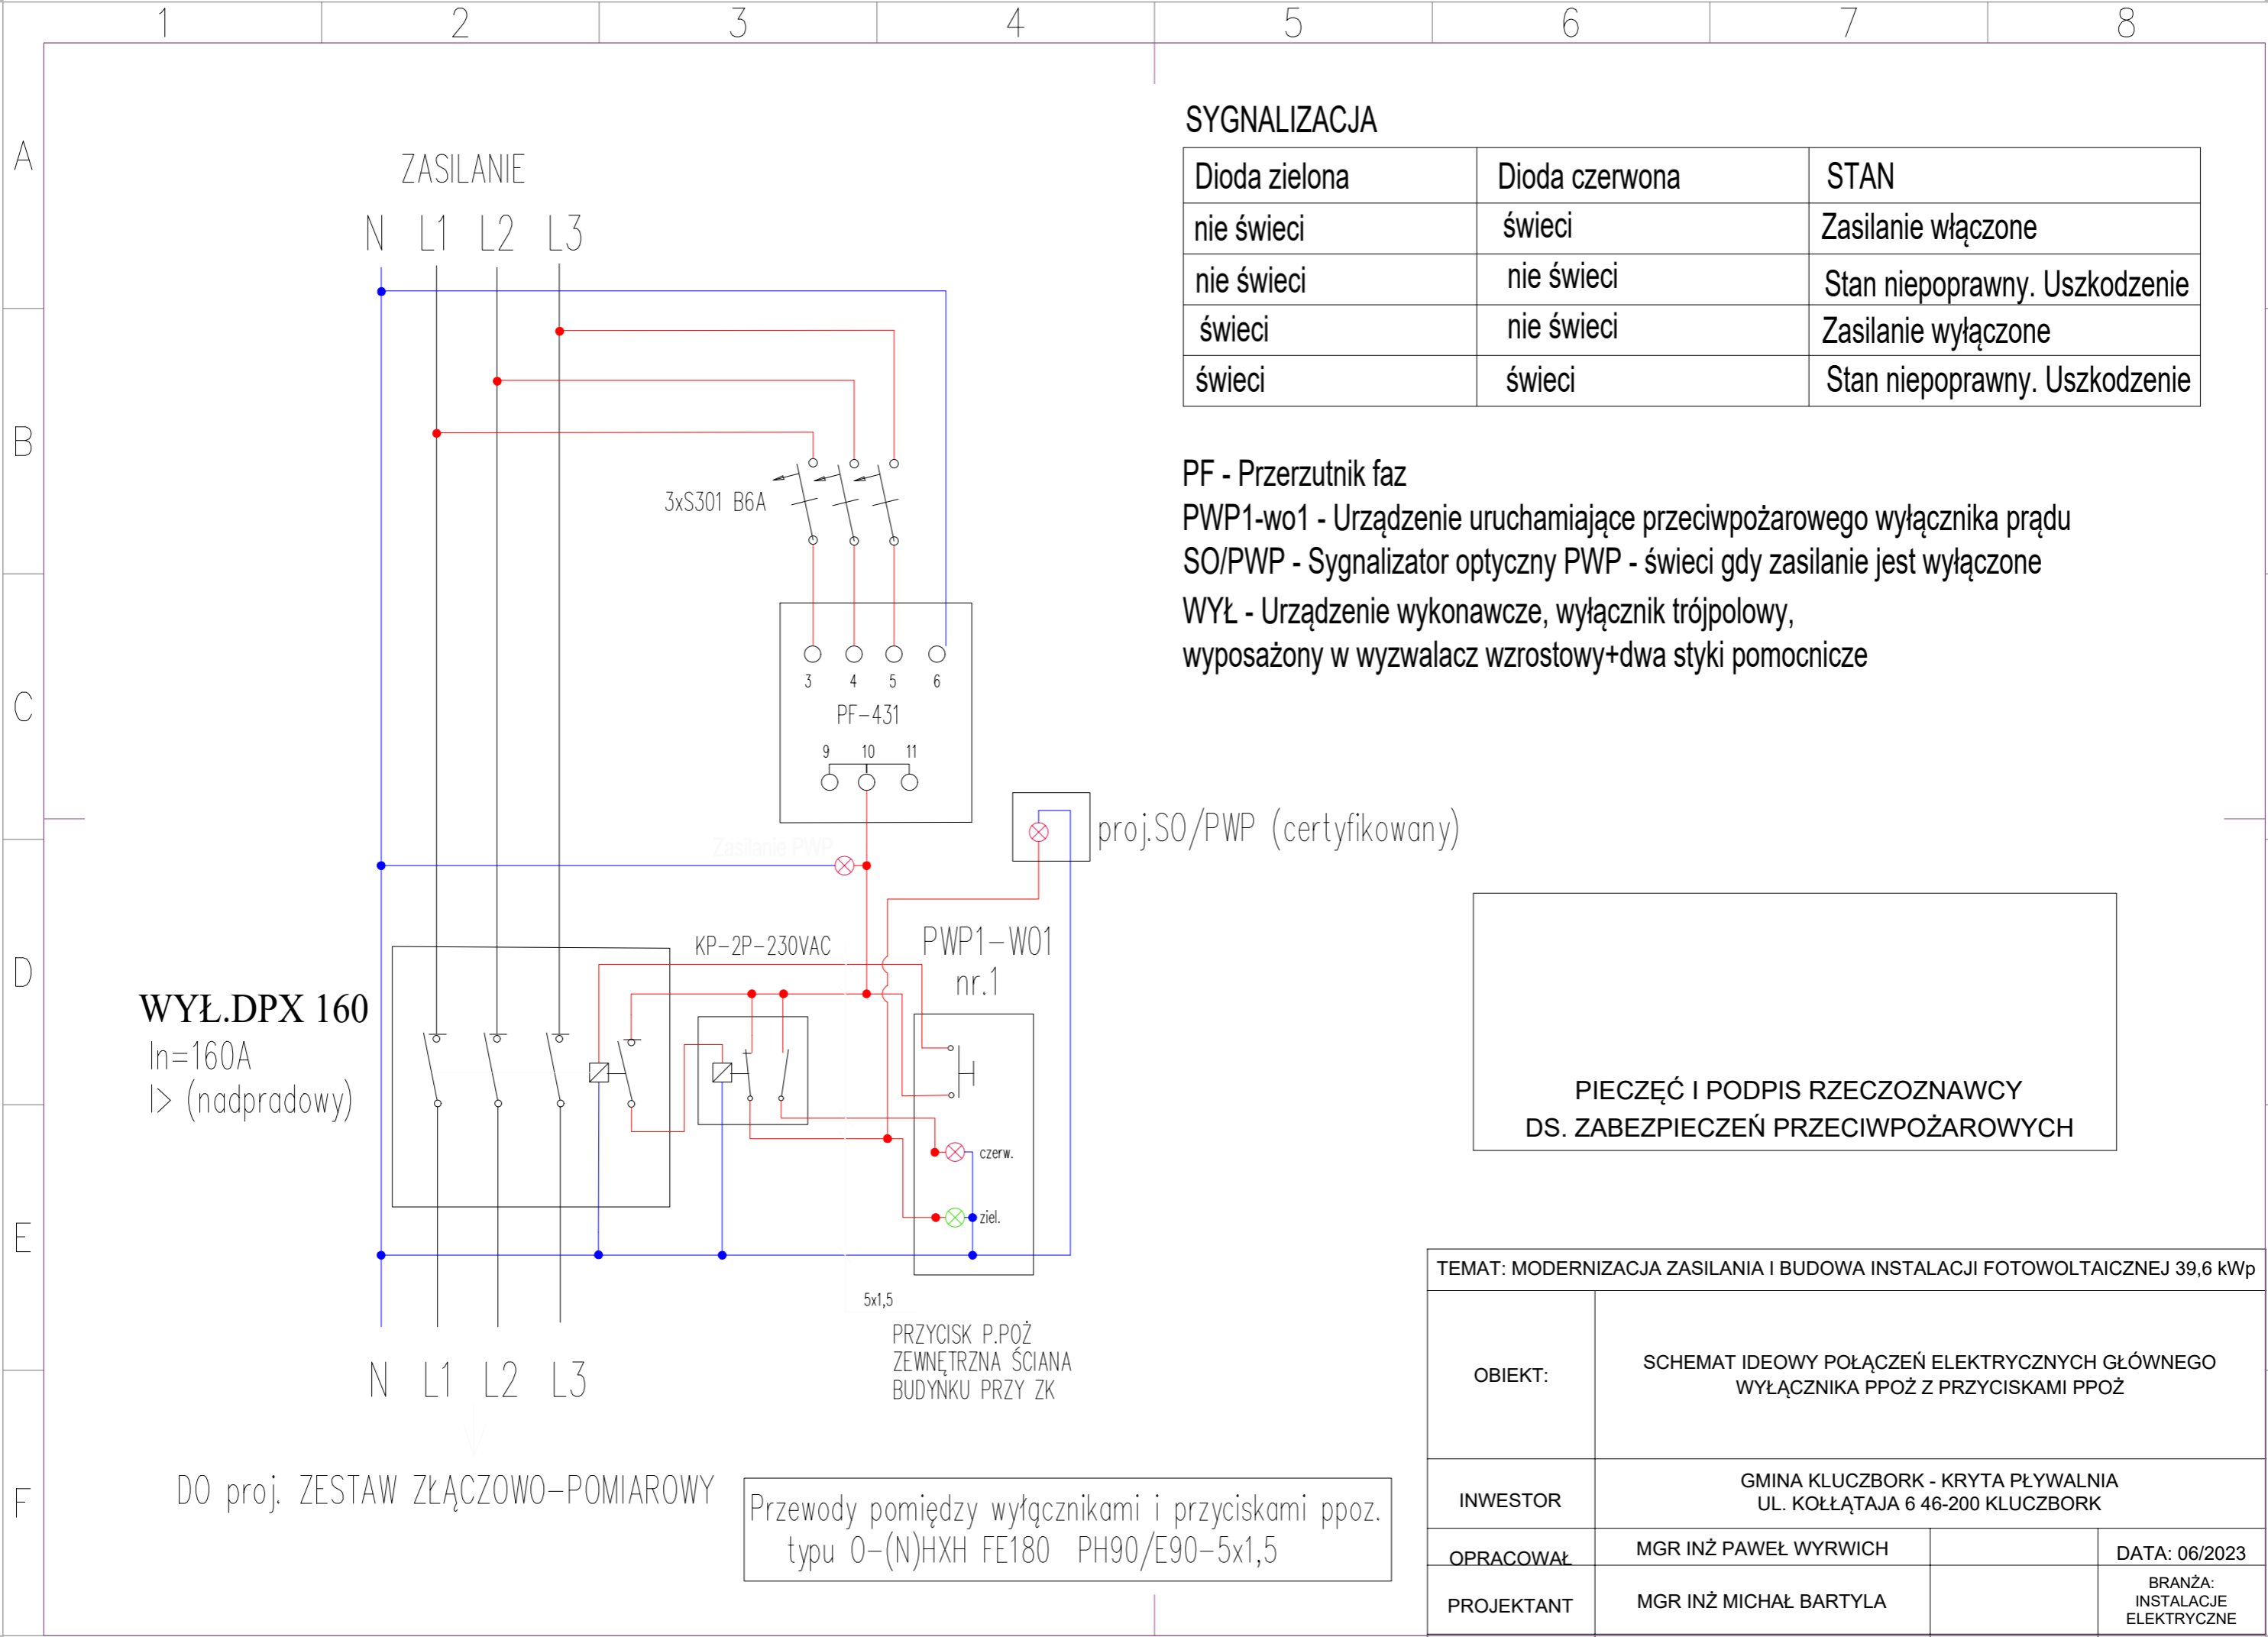 1 2 3 4 5 6 7 8
A
B
C
D
E
F
ZASILANIE
N L1 L2 L3
3xS301 B6A
3 4 5 6
PF-431
9 10 11
Zasilanie PWP
proj.SO/PWP (certyfikowany)
KP-2P-230VAC
PWP1-WO1
nr.1
WYŁ.DPX 160
In=160A
I> (nadpradowy)
czerw.
ziel.
5x1,5
PRZYCISK P.POŻ
ZEWNĘTRZNA ŚCIANA
BUDYNKU PRZY ZK
N L1 L2 L3
DO proj. ZESTAW ZŁĄCZOWO-POMIAROWY
Przewody pomiędzy wyłącznikami i przyciskami ppoz.
typu O-(N)HXH FE180 PH90/E90-5x1,5
SYGNALIZACJA
Dioda zielona Dioda czerwona STAN
nie świeci świeci Zasilanie włączone
nie świeci nie świeci Stan niepoprawny. Uszkodzenie
świeci nie świeci Zasilanie wyłączone
świeci świeci Stan niepoprawny. Uszkodzenie
PF - Przerzutnik faz
PWP1-wo1 - Urządzenie uruchamiające przeciwpożarowego wyłącznika prądu
SO/PWP - Sygnalizator optyczny PWP - świeci gdy zasilanie jest wyłączone
WYŁ - Urządzenie wykonawcze, wyłącznik trójpolowy,
wyposażony w wyzwalacz wzrostowy+dwa styki pomocnicze
PIECZĘĆ I PODPIS RZECZOZNAWCY
DS. ZABEZPIECZEŃ PRZECIWPOŻAROWYCH
TEMAT: MODERNIZACJA ZASILANIA I BUDOWA INSTALACJI FOTOWOLTAICZNEJ 39,6 kWp
OBIEKT:
SCHEMAT IDEOWY POŁĄCZEŃ ELEKTRYCZNYCH GŁÓWNEGO
WYŁĄCZNIKA PPOŻ Z PRZYCISKAMI PPOŻ
INWESTOR
GMINA KLUCZBORK - KRYTA PŁYWALNIA
UL. KOŁŁĄTAJA 6 46-200 KLUCZBORK
OPRACOWAŁ MGR INŻ PAWEŁ WYRWICH DATA: 06/2023
PROJEKTANT MGR INŻ MICHAŁ BARTYLA
BRANŻA:
INSTALACJE
ELEKTRYCZNE